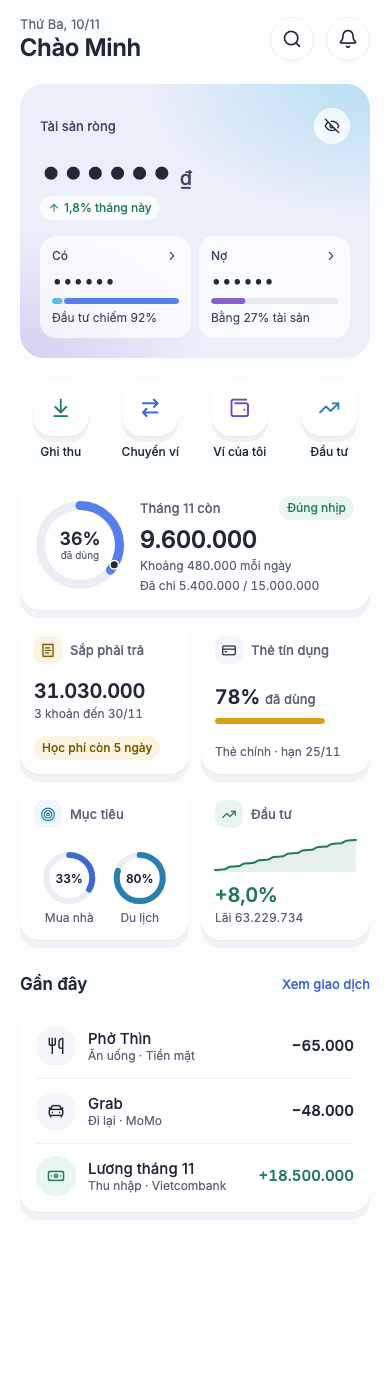 Thứ Ba, 10/11
Chào Minh
Tài sản ròng
•••••• ₫
↑ 1,8% tháng này
Có
••••••
Đầu tư chiếm 92%
Nợ
••••••
Bằng 27% tài sản
Ghi thu
Chuyển ví
Ví của tôi
Đầu tư
36%
đã dùng
Tháng 11 còn
Đúng nhịp
9.600.000
Khoảng 480.000 mỗi ngày
Đã chi 5.400.000 / 15.000.000
Sắp phải trả
31.030.000
3 khoản đến 30/11
Học phí còn 5 ngày
Thẻ tín dụng
78% đã dùng
Thẻ chính · hạn 25/11
Mục tiêu
33%
Mua nhà
80%
Du lịch
Đầu tư
+8,0%
Lãi 63.229.734
Gần đây
Xem giao dịch
Phở Thìn
Ăn uống · Tiền mặt
−65.000
Grab
Đi lại · MoMo
−48.000
Lương tháng 11
Thu nhập · Vietcombank
+18.500.000